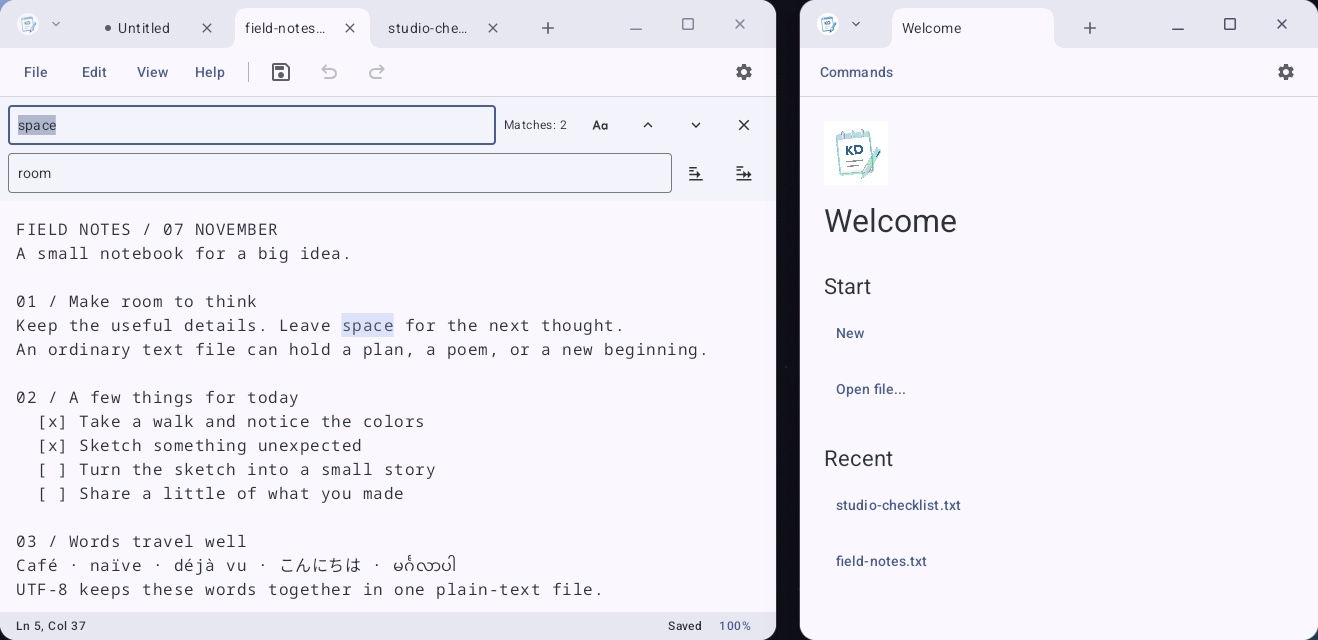 Untitled
field-notes…
studio-che…
File Edit View Help
space
Matches: 2
Aa
room
FIELD NOTES / 07 NOVEMBER
A small notebook for a big idea.
01 / Make room to think
Keep the useful details. Leave space for the next thought.
An ordinary text file can hold a plan, a poem, or a new beginning.
02 / A few things for today
[x] Take a walk and notice the colors
[x] Sketch something unexpected
[ ] Turn the sketch into a small story
[ ] Share a little of what you made
03 / Words travel well
Café · naïve · déjà vu · こんにちは · မင်္ဂလာပါ
UTF-8 keeps these words together in one plain-text file.
Ln 5, Col 37
Saved 100%
Welcome
Commands
KD
Welcome
Start
New
Open file...
Recent
studio-checklist.txt
field-notes.txt